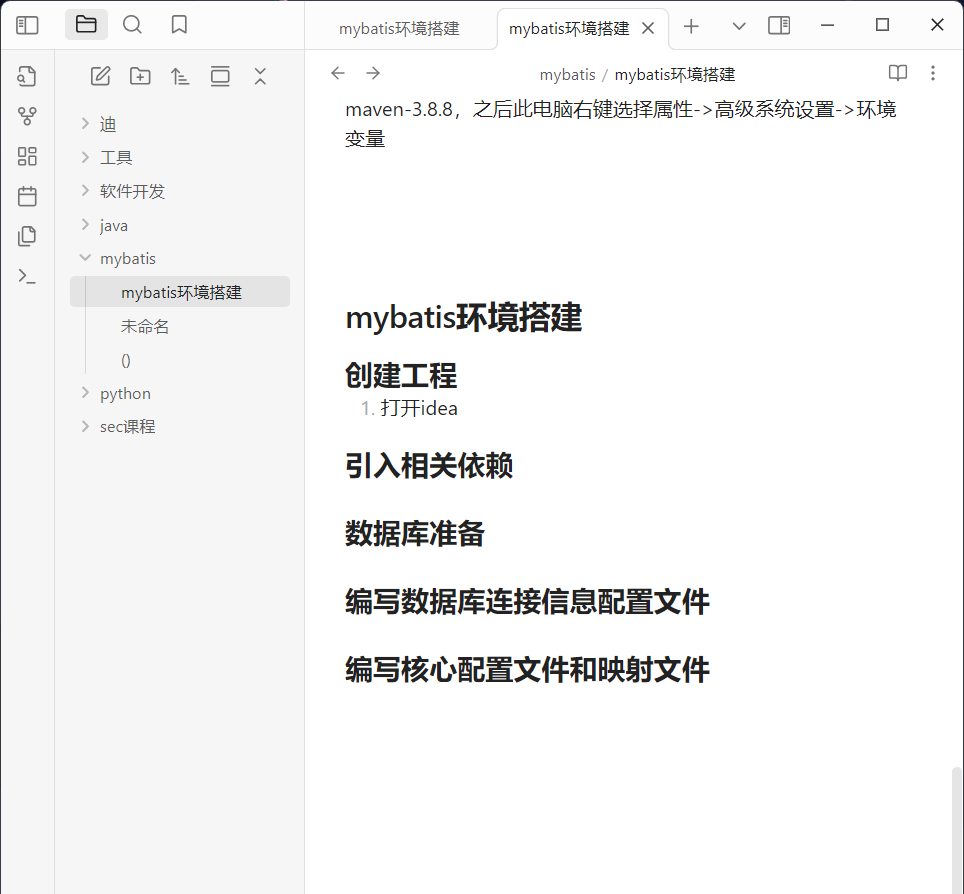 mybatis环境搭建
mybatis环境搭建
迪
工具
软件开发
java
mybatis
mybatis环境搭建
未命名
()
python
sec课程
mybatis / mybatis环境搭建
maven-3.8.8，之后此电脑右键选择属性->高级系统设置->环境
变量
mybatis环境搭建
创建工程
1. 打开idea
引入相关依赖
数据库准备
编写数据库连接信息配置文件
编写核心配置文件和映射文件